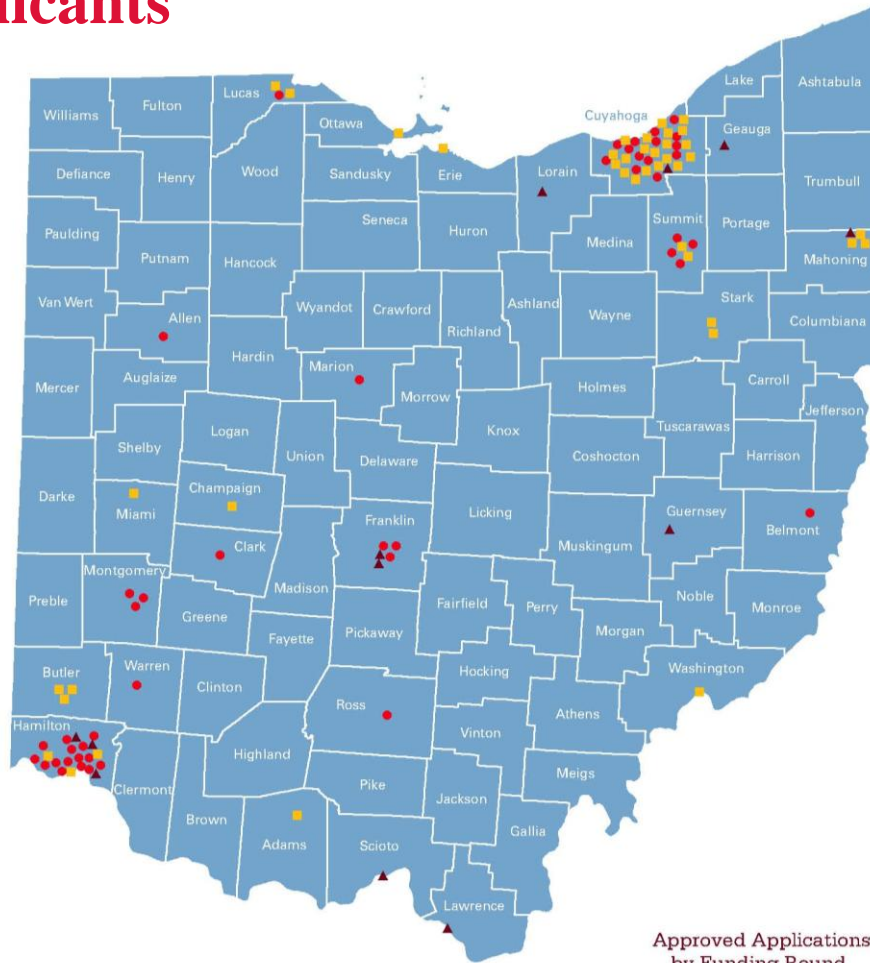 licants
Lake
Ashtabula
Williams
Fulton
Lucas
Ottawa
Cuyahoga
Geauga
Defiance
Henry
Wood
Sandusky
Erie
Lorain
Trumbull
Paulding
Seneca
Huron
Medina
Summit
Portage
Putnam
Hancock
Mahoning
Van Wert
Allen
Wyandot
Crawford
Richland
Ashland
Wayne
Stark
Columbiana
Mercer
Auglaize
Hardin
Marion
Morrow
Holmes
Carroll
Jefferson
Shelby
Logan
Union
Delaware
Knox
Coshocton
Tuscarawas
Harrison
Darke
Miami
Champaign
Franklin
Licking
Muskingum
Guernsey
Belmont
Clark
Madison
Preble
Montgomery
Greene
Fayette
Pickaway
Fairfield
Perry
Morgan
Noble
Monroe
Butler
Warren
Clinton
Ross
Hocking
Vinton
Athens
Washington
Hamilton
Clermont
Highland
Pike
Jackson
Meigs
Brown
Adams
Scioto
Gallia
Lawrence
Approved Applications
by Funding Round